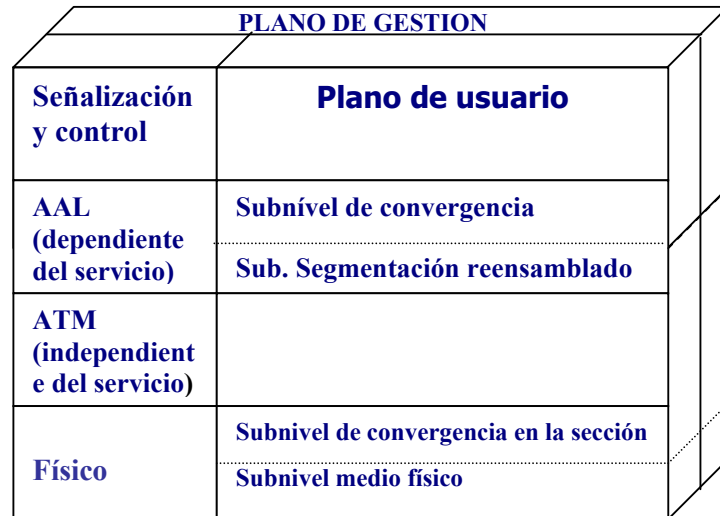 PLANO DE GESTION
Señalización
y control
Plano de usuario
AAL
(dependiente
del servicio)
Subnível de convergencia
Sub. Segmentación reensamblado
ATM
(independient
e del servicio)
Subnivel de convergencia en la sección
Físico
Subnivel medio físico